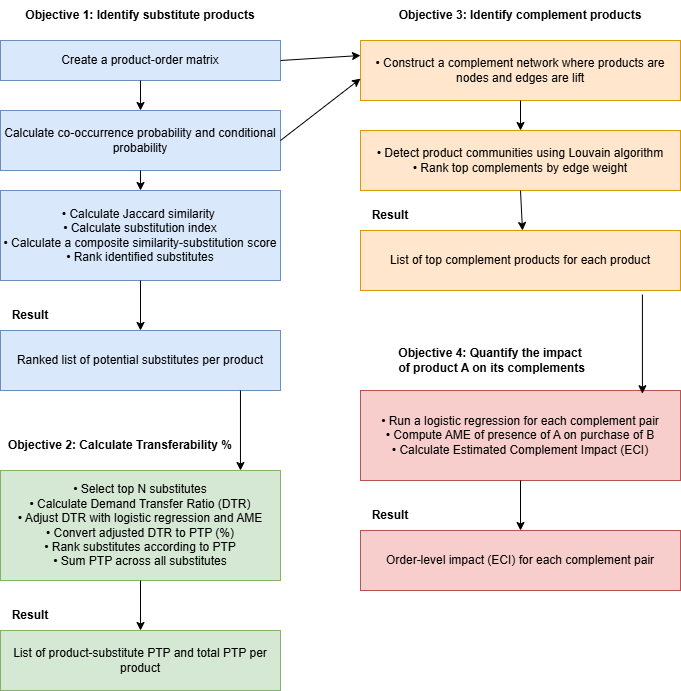 Objective 1: Identify substitute products
Create a product-order matrix
Calculate co-occurrence probability and conditional
probability
• Calculate Jaccard similarity
• Calculate substitution index
• Calculate a composite similarity-substitution score
• Rank identified substitutes
Result
Ranked list of potential substitutes per product
Objective 2: Calculate Transferability %
• Select top N substitutes
• Calculate Demand Transfer Ratio (DTR)
• Adjust DTR with logistic regression and AME
• Convert adjusted DTR to PTP (%)
• Rank substitutes according to PTP
• Sum PTP across all substitutes
Result
List of product-substitute PTP and total PTP per
product
Objective 3: Identify complement products
• Construct a complement network where products are
nodes and edges are lift
• Detect product communities using Louvain algorithm
• Rank top complements by edge weight
Result
List of top complement products for each product
Objective 4: Quantify the impact
of product A on its complements
• Run a logistic regression for each complement pair
• Compute AME of presence of A on purchase of B
• Calculate Estimated Complement Impact (ECI)
Result
Order-level impact (ECI) for each complement pair